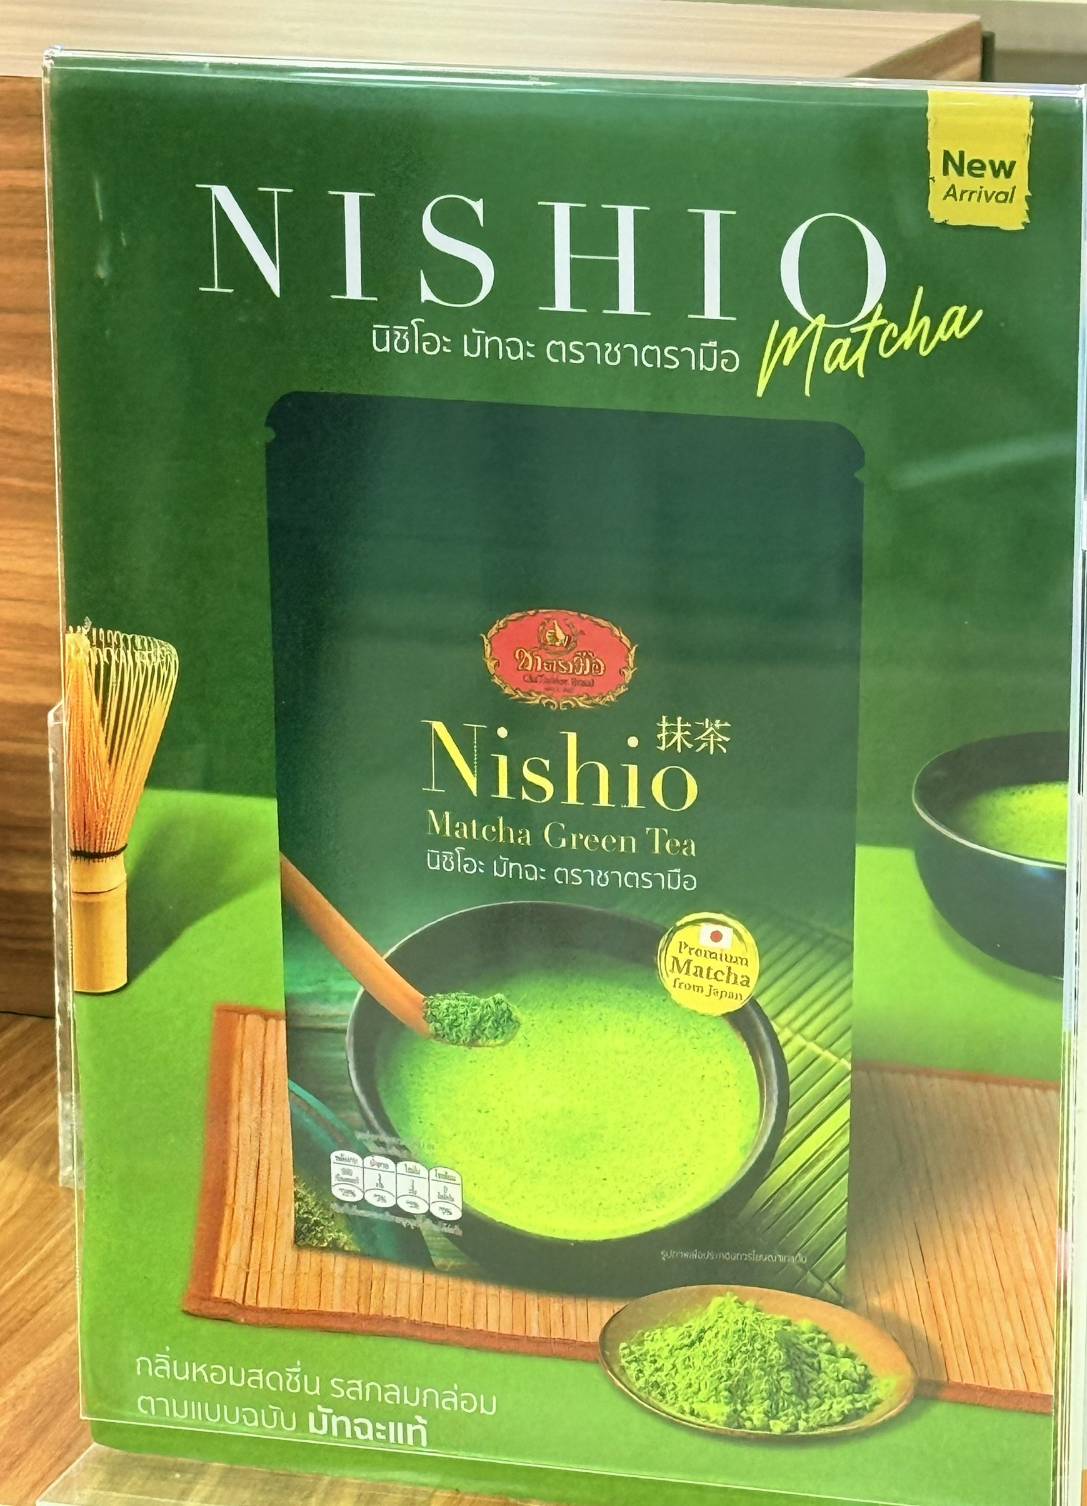 New
Arrival
NISHIO
Matcha
นิชิโอะ มัทฉะ ตราชาตรามือ
ชาตรามือ
抹茶
Nishio
Matcha Green Tea
นิชิโอะ มัทฉะ ตราชาตรามือ
Premium
Matcha
from Japan
กลิ่นหอมสดชื่น รสกลมกล่อม
ตามแบบฉบับ มัทฉะแท้